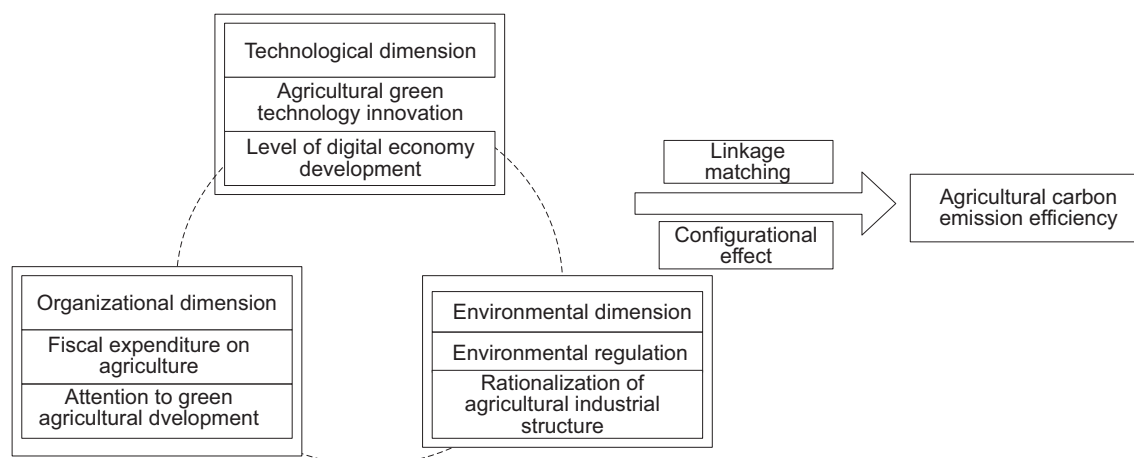 Technological dimension
Agricultural green
technology innovation
Level of digital economy
development
Linkage
matching
Configurational
effect
Agricultural carbon
emission efficiency
Organizational dimension
Fiscal expenditure on
agriculture
Attention to green
agricultural dvelopment
Environmental dimension
Environmental regulation
Rationalization of
agricultural industrial
structure